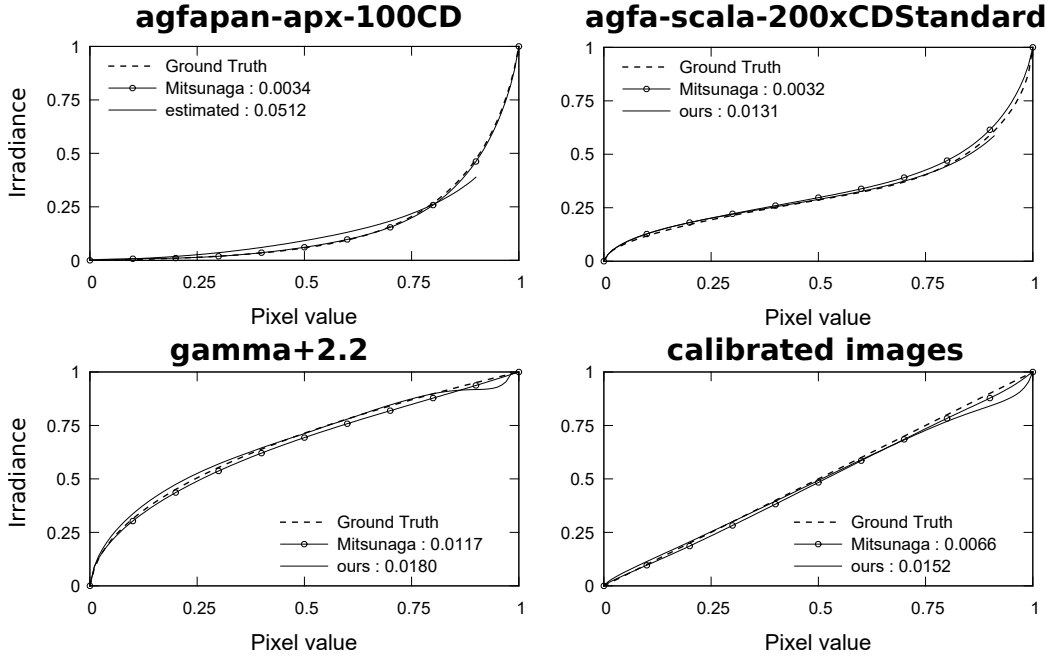 agfapan-apx-100CD
1
0.75
0.5
0.25
0
Irradiance
Ground Truth
Mitsunaga : 0.0034
estimated : 0.0512
0 0.25 0.5 0.75 1
Pixel value
agfa-scala-200xCDStandard
1
0.75
0.5
0.25
0
Ground Truth
Mitsunaga : 0.0032
ours : 0.0131
0 0.25 0.5 0.75 1
Pixel value
gamma+2.2
1
0.75
0.5
0.25
0
Irradiance
Ground Truth
Mitsunaga : 0.0117
ours : 0.0180
0 0.25 0.5 0.75 1
Pixel value
calibrated images
1
0.75
0.5
0.25
0
Ground Truth
Mitsunaga : 0.0066
ours : 0.0152
0 0.25 0.5 0.75 1
Pixel value